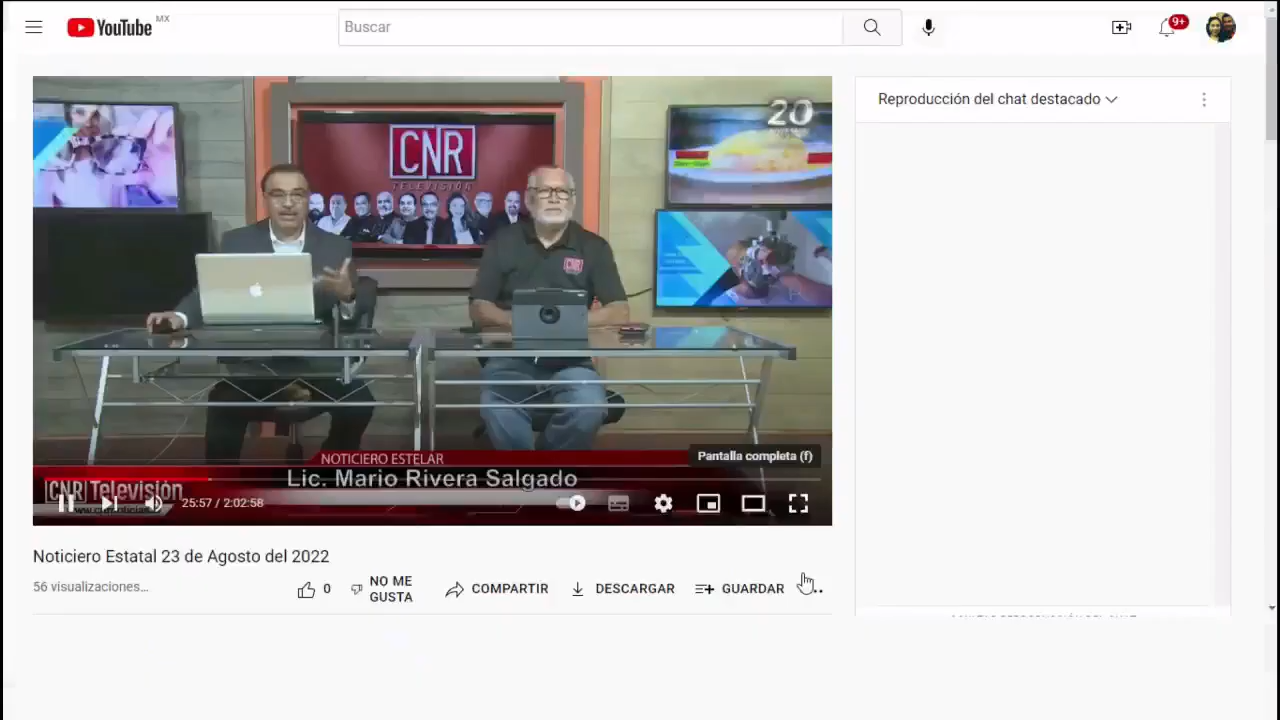 YouTube MX
Buscar
9+
Reproducción del chat destacado
20
CNR
TELEVISIÓN
CNR
NOTICIERO ESTELAR
Pantalla completa (f)
Lic. Mario Rivera Salgado
CNR Televisión
25:57 / 2:02:58
Noticiero Estatal 23 de Agosto del 2022
56 visualizaciones...
0
NO ME
GUSTA
COMPARTIR
DESCARGAR
GUARDAR